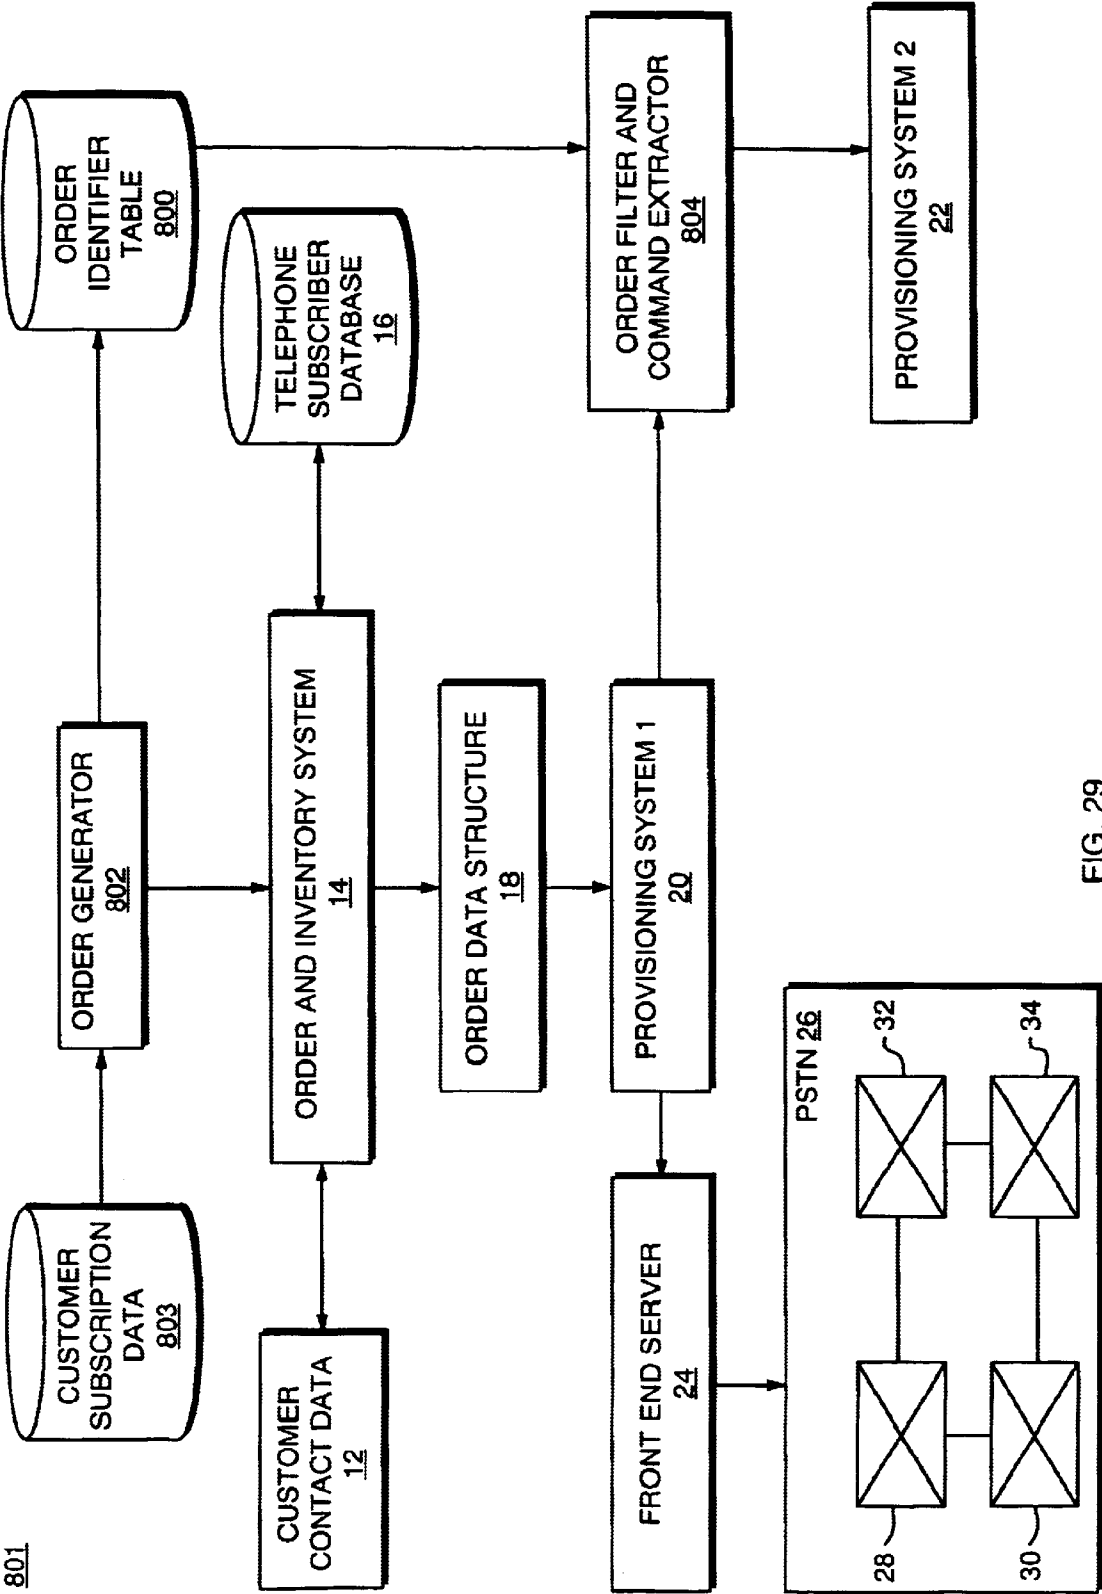 801
CUSTOMER
SUBSCRIPTION
DATA
803
ORDER GENERATOR
802
ORDER
IDENTIFIER
TABLE
800
CUSTOMER
CONTACT DATA
12
ORDER AND INVENTORY SYSTEM
14
TELEPHONE
SUBSCRIBER
DATABASE
16
ORDER DATA STRUCTURE
18
FRONT END SERVER
24
PROVISIONING SYSTEM 1
20
ORDER FILTER AND
COMMAND EXTRACTOR
804
PROVISIONING SYSTEM 2
22
PSTN 26
28
32
30
34
FIG. 29